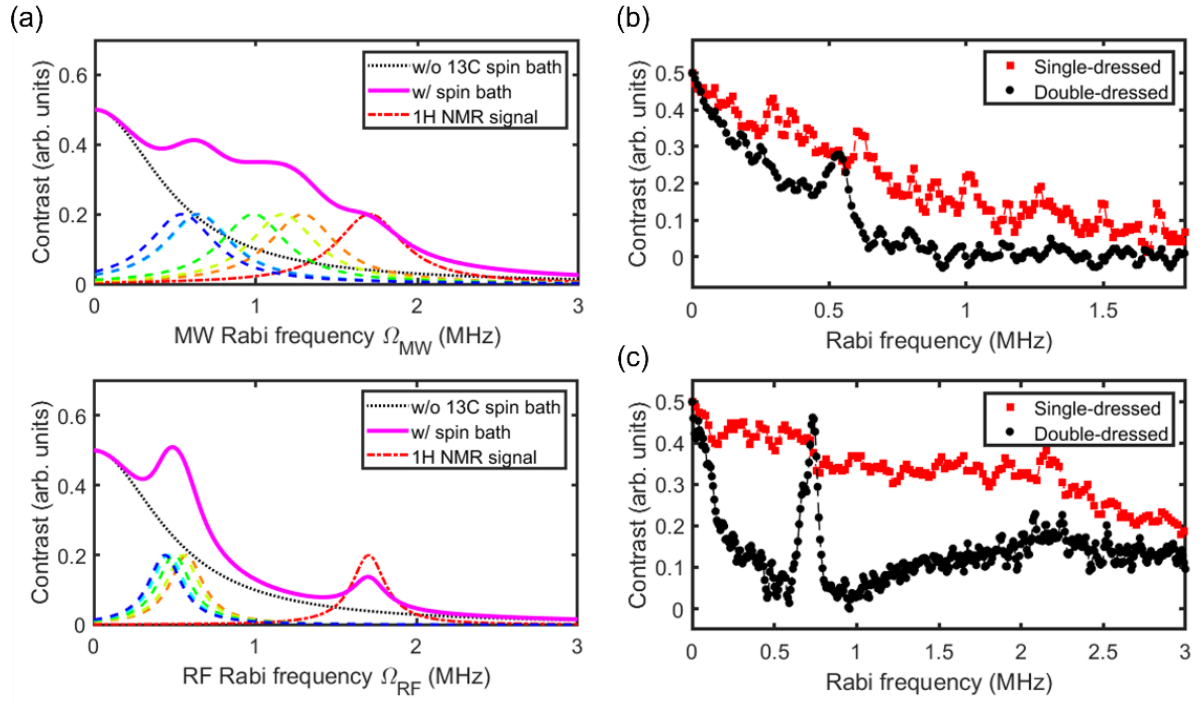 (a)
Contrast (arb. units)
0.6
0.4
0.2
0
0
1
2
3
w/o 13C spin bath
w/ spin bath
1H NMR signal
MW Rabi frequency Ω_MW (MHz)
Contrast (arb. units)
0.6
0.4
0.2
0
0
1
2
3
w/o 13C spin bath
w/ spin bath
1H NMR signal
RF Rabi frequency Ω_RF (MHz)
(b)
Contrast (arb. units)
0.5
0.4
0.3
0.2
0.1
0
0
0.5
1
1.5
Single-dressed
Double-dressed
Rabi frequency (MHz)
(c)
Contrast (arb. units)
0.5
0.4
0.3
0.2
0.1
0
0
0.5
1
1.5
2
2.5
3
Single-dressed
Double-dressed
Rabi frequency (MHz)